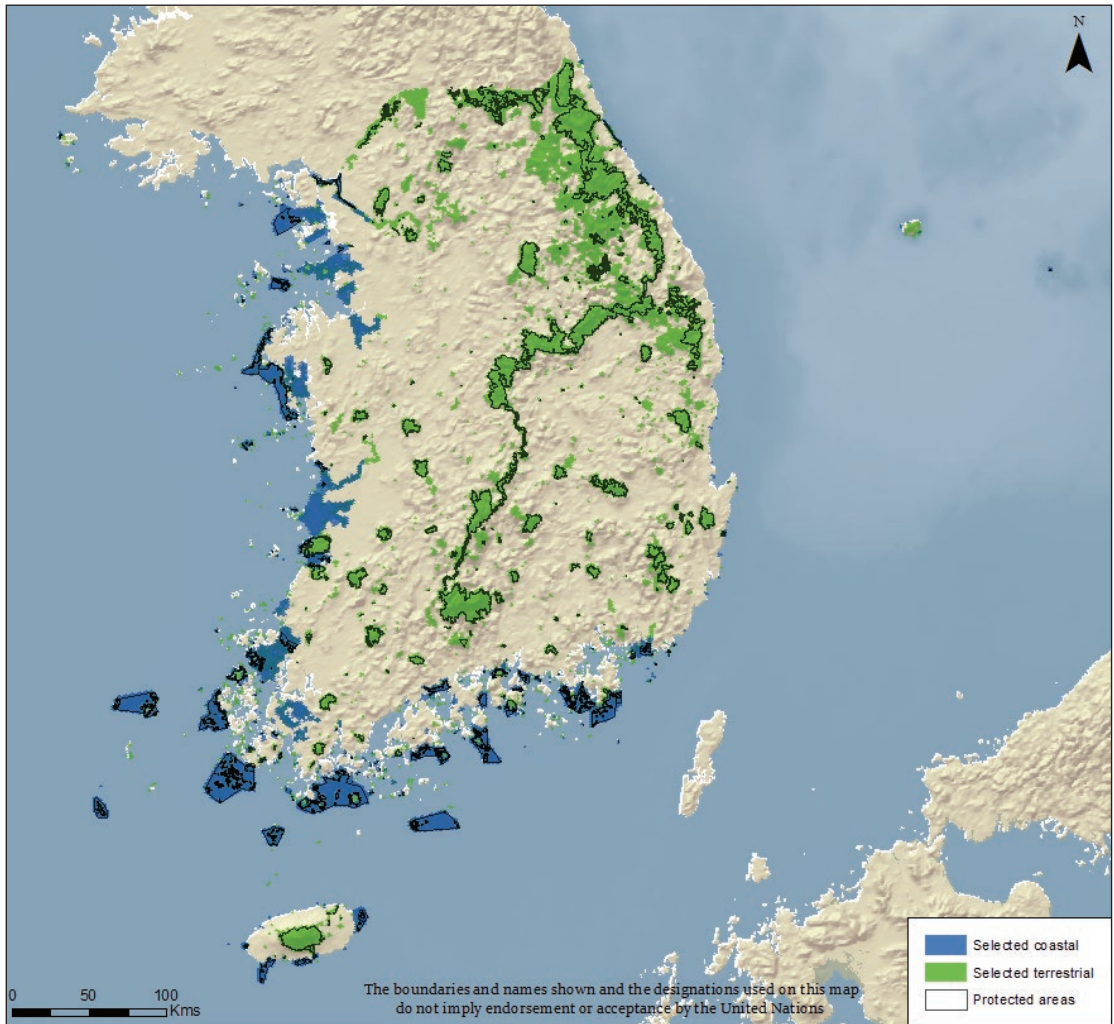 N
Selected coastal
Selected terrestrial
Protected areas
0 50 100
Kms
The boundaries and names shown and the designations used on this map
do not imply endorsement or acceptance by the United Nations